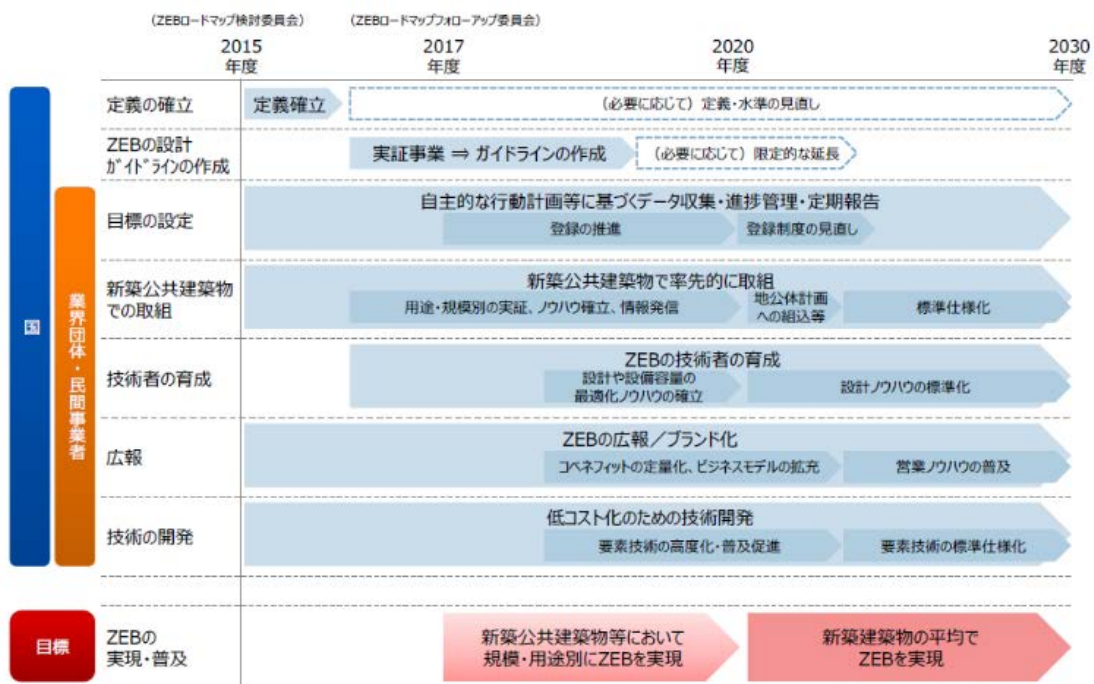 （ZEBロードマップ検討委員会）
（ZEBロードマップフォローアップ委員会）
2015
年度
2017
年度
2020
年度
2030
年度
国
業界団体・民間事業者
定義の確立
定義確立
（必要に応じて）定義・水準の見直し
ZEBの設計
ｶﾞｲﾄﾞﾗｲﾝの作成
実証事業 ⇒ ガイドラインの作成
（必要に応じて）限定的な延長
目標の設定
自主的な行動計画等に基づくデータ収集・進捗管理・定期報告
登録の推進
登録制度の見直し
新築公共建築物
での取組
新築公共建築物で率先的に取組
用途・規模別の実証、ノウハウ確立、情報発信
地公体計画
への組込等
標準仕様化
技術者の育成
ZEBの技術者の育成
設計や設備容量の
最適化ノウハウの確立
設計ノウハウの標準化
広報
ZEBの広報／ブランド化
コベネフィットの定量化、ビジネスモデルの拡充
営業ノウハウの普及
技術の開発
低コスト化のための技術開発
要素技術の高度化・普及促進
要素技術の標準仕様化
目標
ZEBの
実現・普及
新築公共建築物等において
規模・用途別にZEBを実現
新築建築物の平均で
ZEBを実現